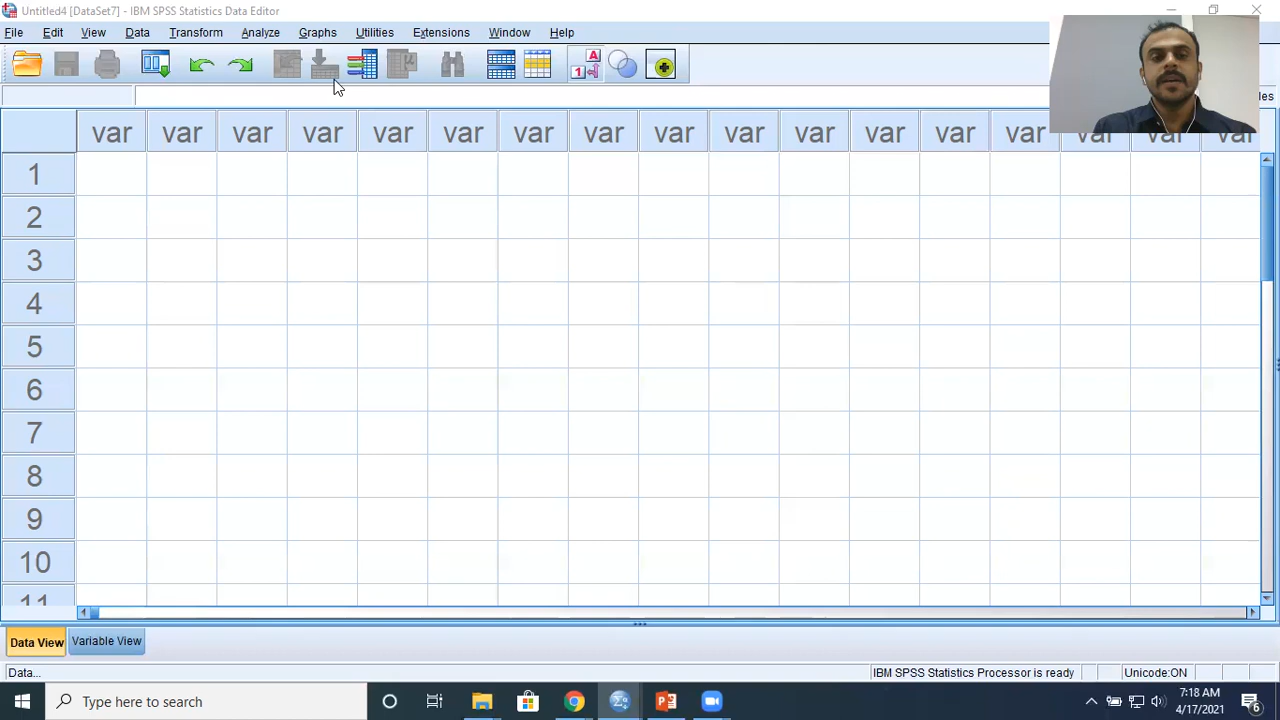 Untitled4 [DataSet7] - IBM SPSS Statistics Data Editor
File Edit View Data Transform Analyze Graphs Utilities Extensions Window Help
A
1
var var var var var var var var var var var var var var var var var
1
2
3
4
5
6
7
8
9
10
11
Data View Variable View
Data... IBM SPSS Statistics Processor is ready Unicode:ON
Type here to search
7:18 AM
4/17/2021
6